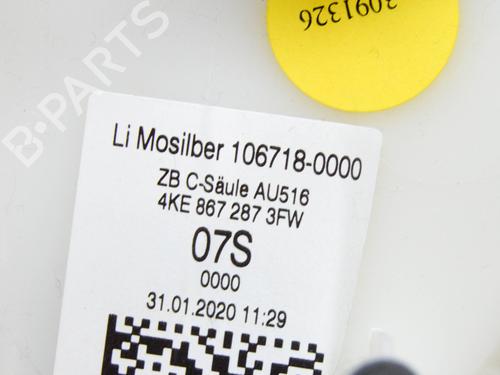 3091326
B-PARTS
Li Mosilber 106718-0000
ZB C-Säule AU516
4KE 867 287 3FW
07S
0000
31.01.2020 11:29